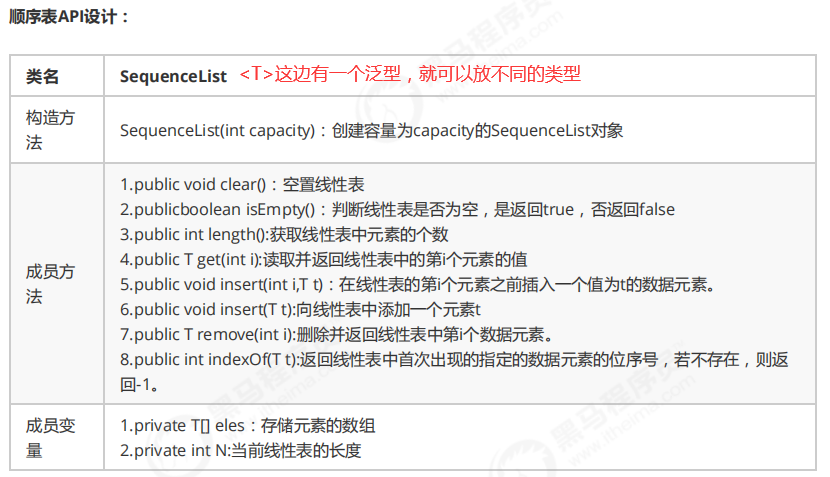 顺序表API设计：
类名
SequenceList <T>这边有一个泛型，就可以放不同的类型
构造方
法
SequenceList(int capacity)：创建容量为capacity的SequenceList对象
成员方
法
1.public void clear()：空置线性表
2.publicboolean isEmpty()：判断线性表是否为空，是返回true，否返回false
3.public int length():获取线性表中元素的个数
4.public T get(int i):读取并返回线性表中的第i个元素的值
5.public void insert(int i,T t)：在线性表的第i个元素之前插入一个值为t的数据元素。
6.public void insert(T t):向线性表中添加一个元素t
7.public T remove(int i):删除并返回线性表中第i个数据元素。
8.public int indexOf(T t):返回线性表中首次出现的指定的数据元素的位序号，若不存在，则返
回-1。
成员变
量
1.private T[] eles：存储元素的数组
2.private int N:当前线性表的长度
黑马程序员
www.itheima.com